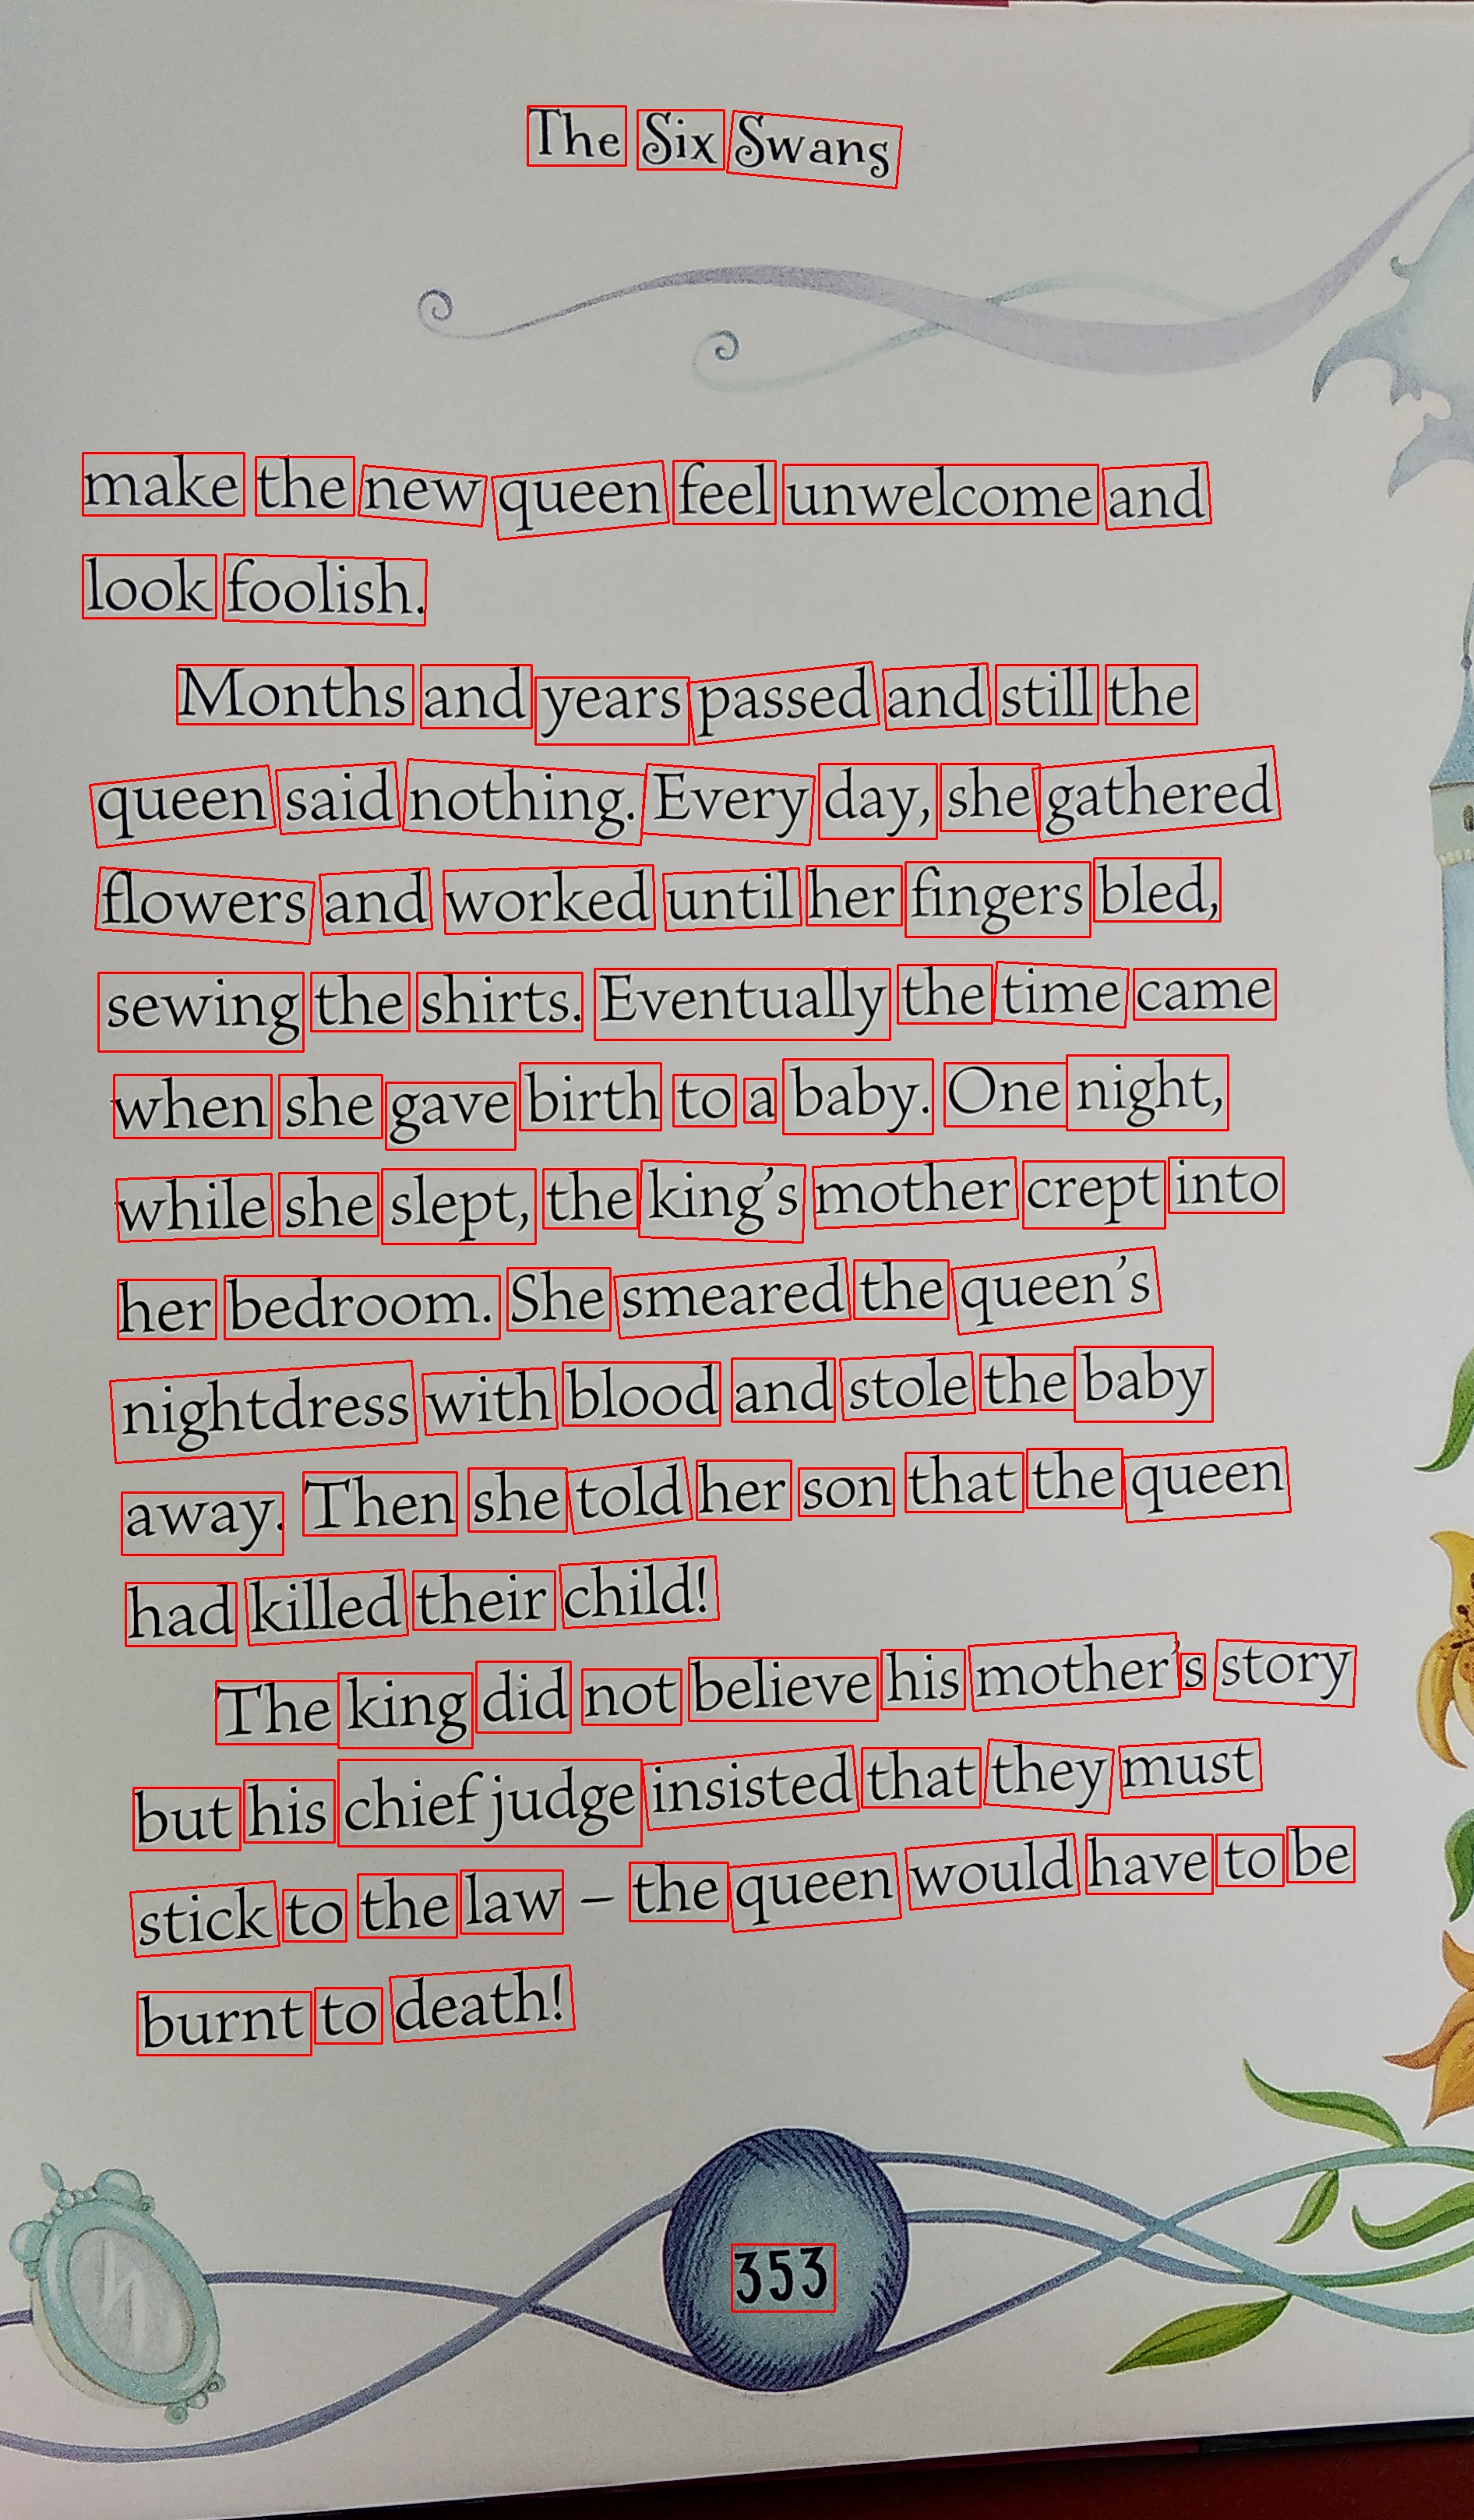 The Six Swans
make the new queen feel unwelcome and
look foolish.
Months and years passed and still the
queen said nothing. Every day, she gathered
flowers and worked until her fingers bled,
sewing the shirts. Eventually the time came
when she gave birth to a baby. One night,
while she slept, the king’s mother crept into
her bedroom. She smeared the queen’s
nightdress with blood and stole the baby
away. Then she told her son that the queen
had killed their child!
The king did not believe his mother’s story
but his chief judge insisted that they must
stick to the law – the queen would have to be
burnt to death!
353